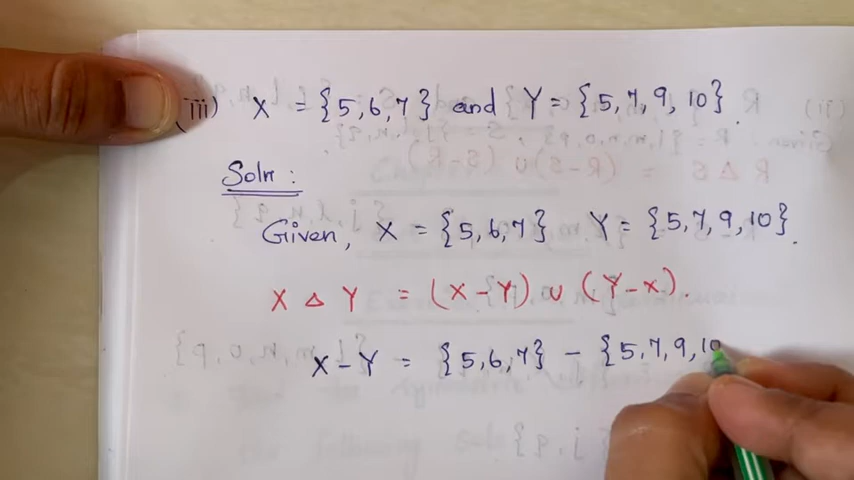 (iii) X = {5,6,7} and Y = {5,7,9,10}.
Soln:
Given, X = {5,6,7} Y = {5,7,9,10}.
X Δ Y = (X-Y) ∪ (Y-X).
X-Y = {5,6,7} - {5,7,9,10